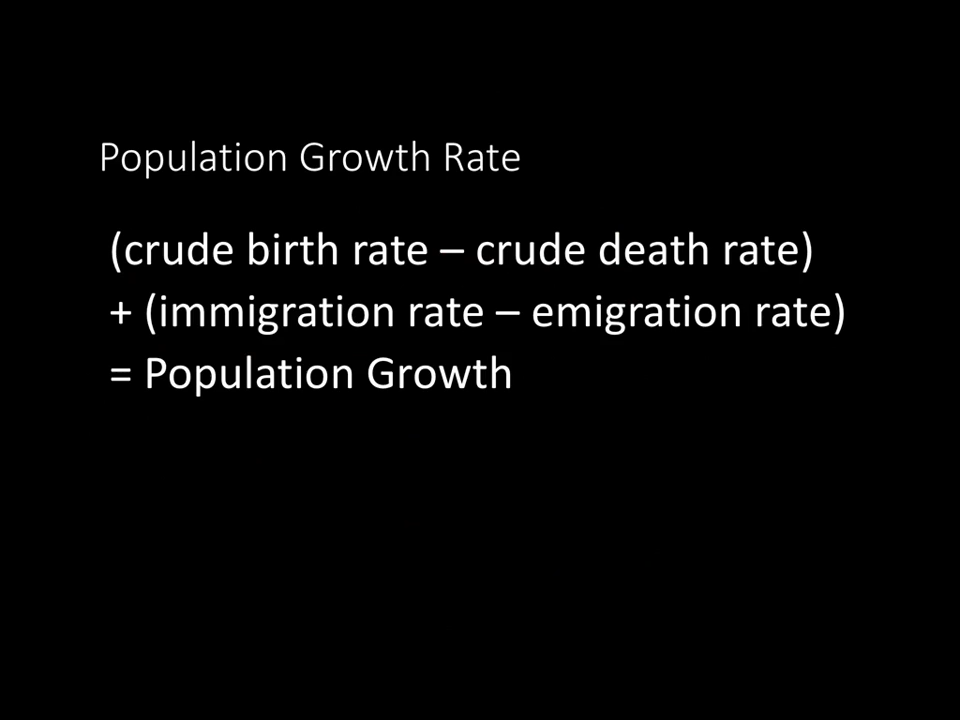 Population Growth Rate
(crude birth rate – crude death rate)
+ (immigration rate – emigration rate)
= Population Growth